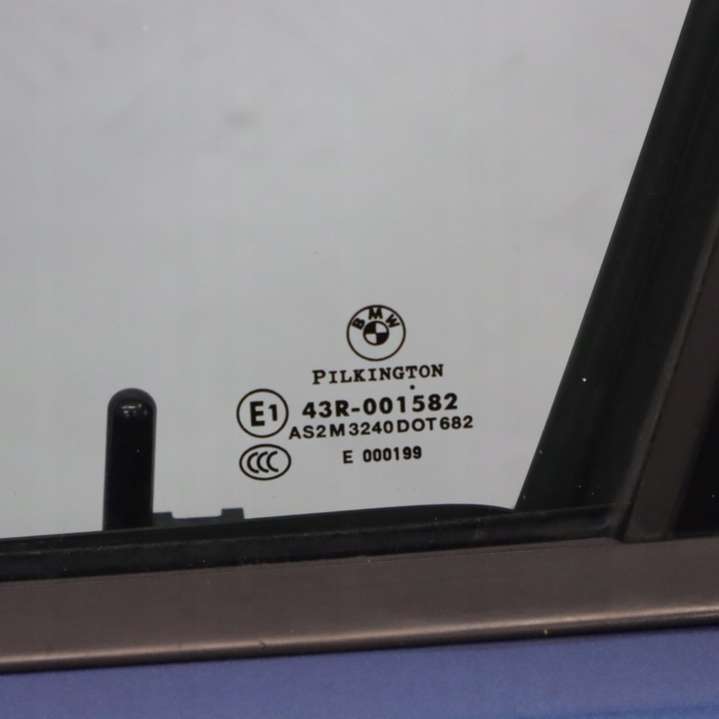 BMW
PILKINGTON
E1 43R-001582
AS2M3240DOT682
CCC E 000199